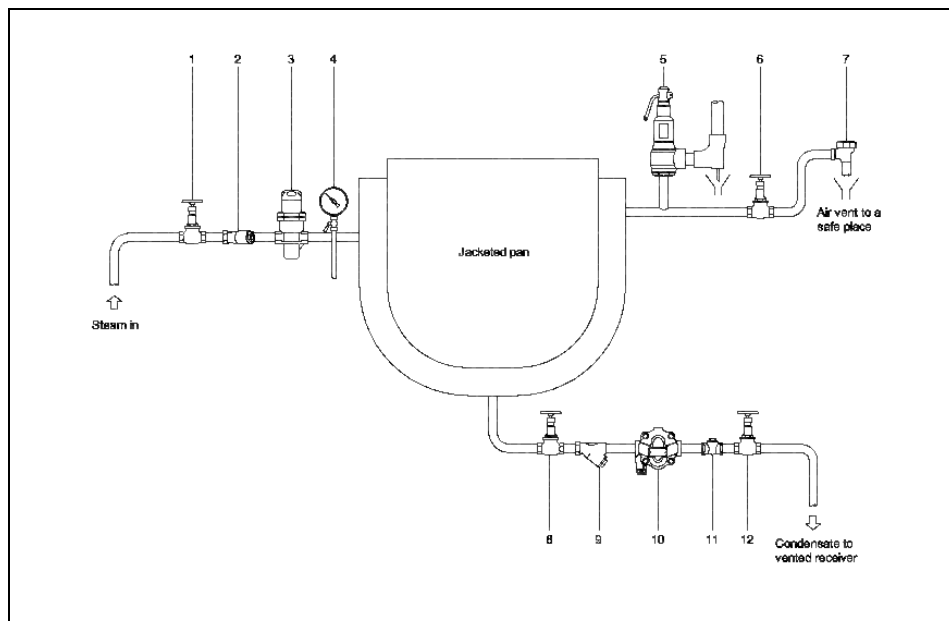 1 2 3 4 5 6 7
Jacketed pan
Air vent to a
safe place
Steam in
8 9 10 11 12
Condensate to
vented receiver